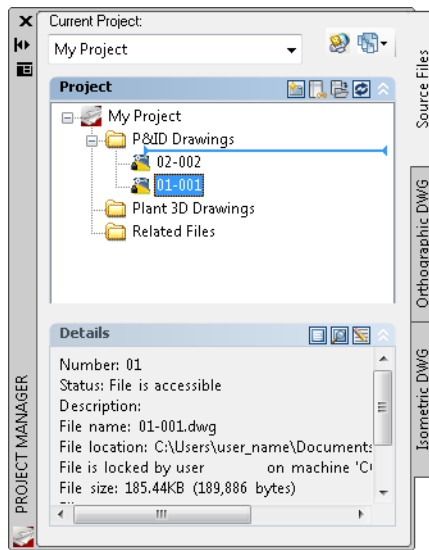 Current Project:
My Project
Project
My Project
P&ID Drawings
02-002
01-001
Plant 3D Drawings
Related Files
Details
Number: 01
Status: File is accessible
Description:
File name: 01-001.dwg
File location: C:\Users\user_name\Documents
File is locked by user on machine 'C
File size: 185.44KB (189,886 bytes)
PROJECT MANAGER
Source Files
Orthographic DWG
Isometric DWG